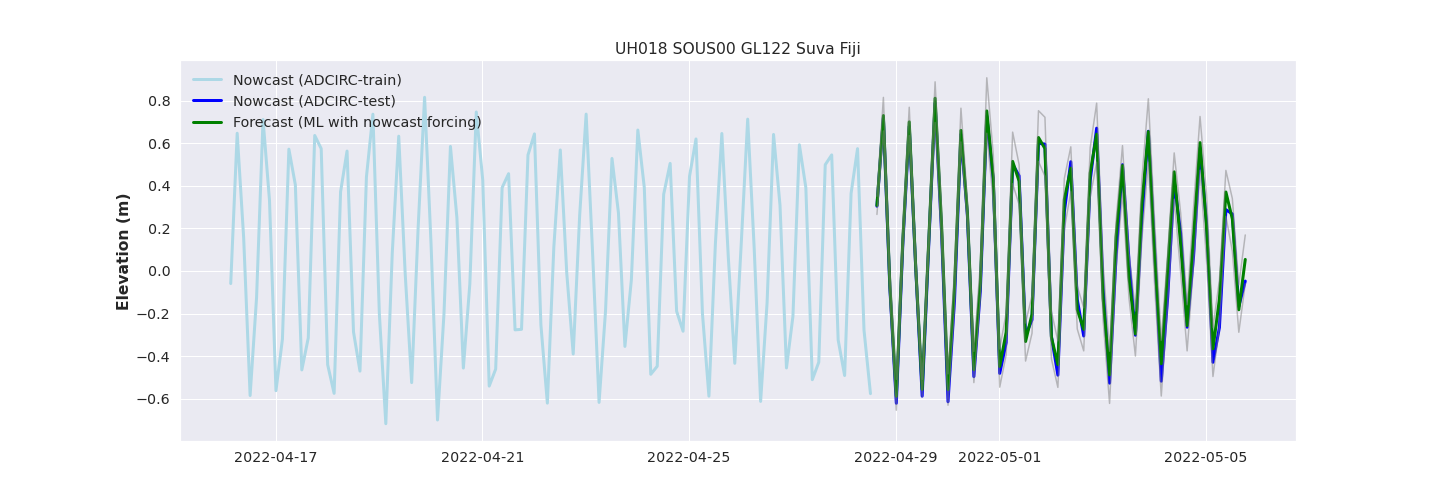 UH018 SOUS00 GL122 Suva Fiji
Nowcast (ADCIRC-train)
Nowcast (ADCIRC-test)
Forecast (ML with nowcast forcing)
Elevation (m)
0.8
0.6
0.4
0.2
0.0
−0.2
−0.4
−0.6
2022-04-17 2022-04-21 2022-04-25 2022-04-29 2022-05-01 2022-05-05